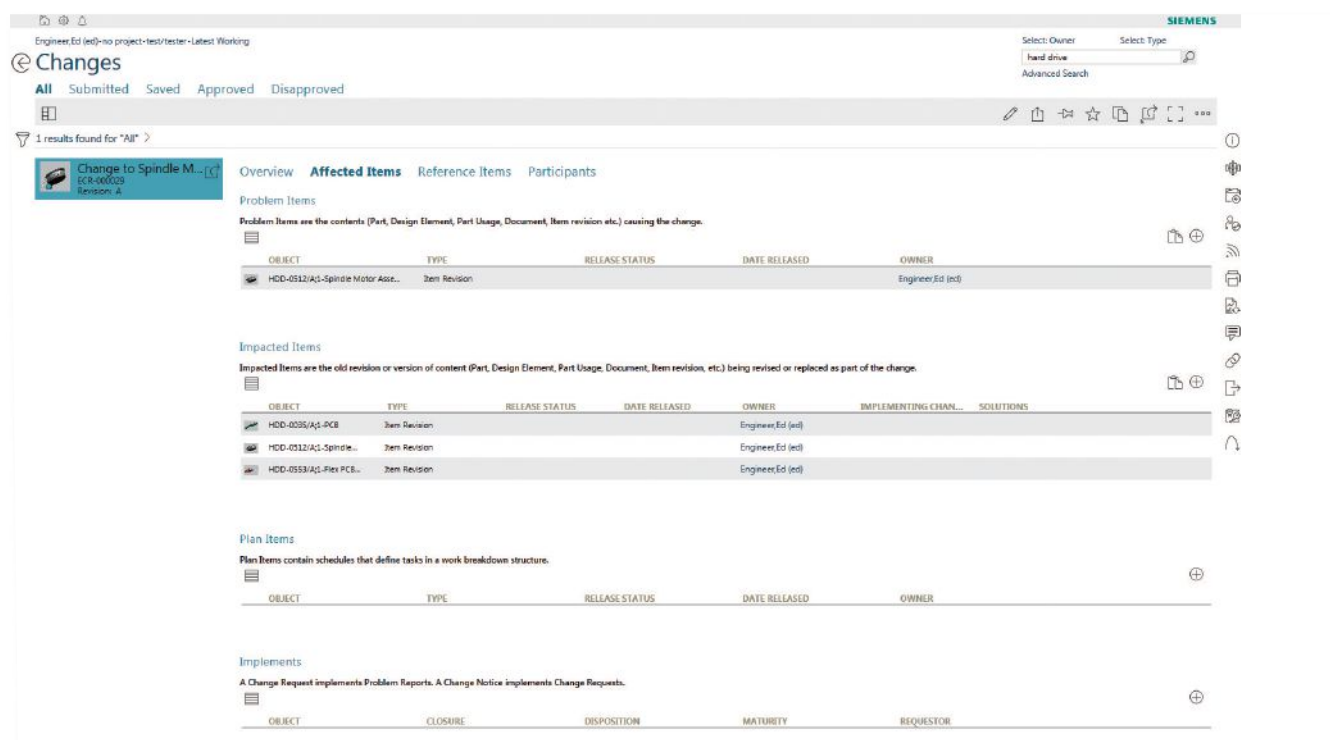 SIEMENS
Engineer,Ed (ed)-no project-test/tester-Latest Working
Select: Owner Select: Type
Changes
hard drive
Advanced Search
All Submitted Saved Approved Disapproved
1 results found for "All" >
Change to Spindle M...
ECR-000029
Revision: A
Overview Affected Items Reference Items Participants
Problem Items
Problem Items are the contents (Part, Design Element, Part Usage, Document, Item revision etc.) causing the change.
OBJECT TYPE RELEASE STATUS DATE RELEASED OWNER
HDD-0512/A;1-Spindle Motor Asse... Item Revision Engineer,Ed (ed)
Impacted Items
Impacted Items are the old revision or version of content (Part, Design Element, Part Usage, Document, Item revision, etc.) being revised or replaced as part of the change.
OBJECT TYPE RELEASE STATUS DATE RELEASED OWNER IMPLEMENTING CHAN... SOLUTIONS
HDD-0035/A;1-PCB Item Revision Engineer,Ed (ed)
HDD-0512/A;1-Spindle... Item Revision Engineer,Ed (ed)
HDD-0553/A;1-Flex PCB... Item Revision Engineer,Ed (ed)
Plan Items
Plan Items contain schedules that define tasks in a work breakdown structure.
OBJECT TYPE RELEASE STATUS DATE RELEASED OWNER
Implements
A Change Request implements Problem Reports. A Change Notice implements Change Requests.
OBJECT CLOSURE DISPOSITION MATURITY REQUESTOR